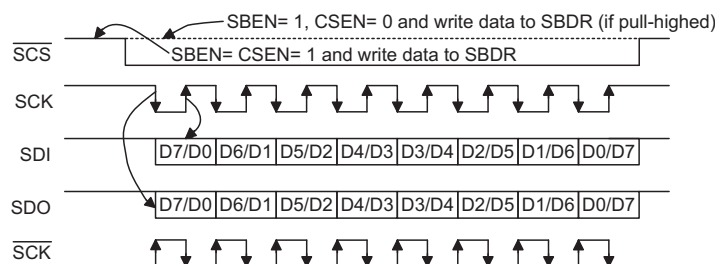 SBEN= 1, CSEN= 0 and write data to SBDR (if pull-highed)
SCS
SBEN= CSEN= 1 and write data to SBDR
SCK
SDI
D7/D0 D6/D1 D5/D2 D4/D3 D3/D4 D2/D5 D1/D6 D0/D7
SDO
D7/D0 D6/D1 D5/D2 D4/D3 D3/D4 D2/D5 D1/D6 D0/D7
SCK